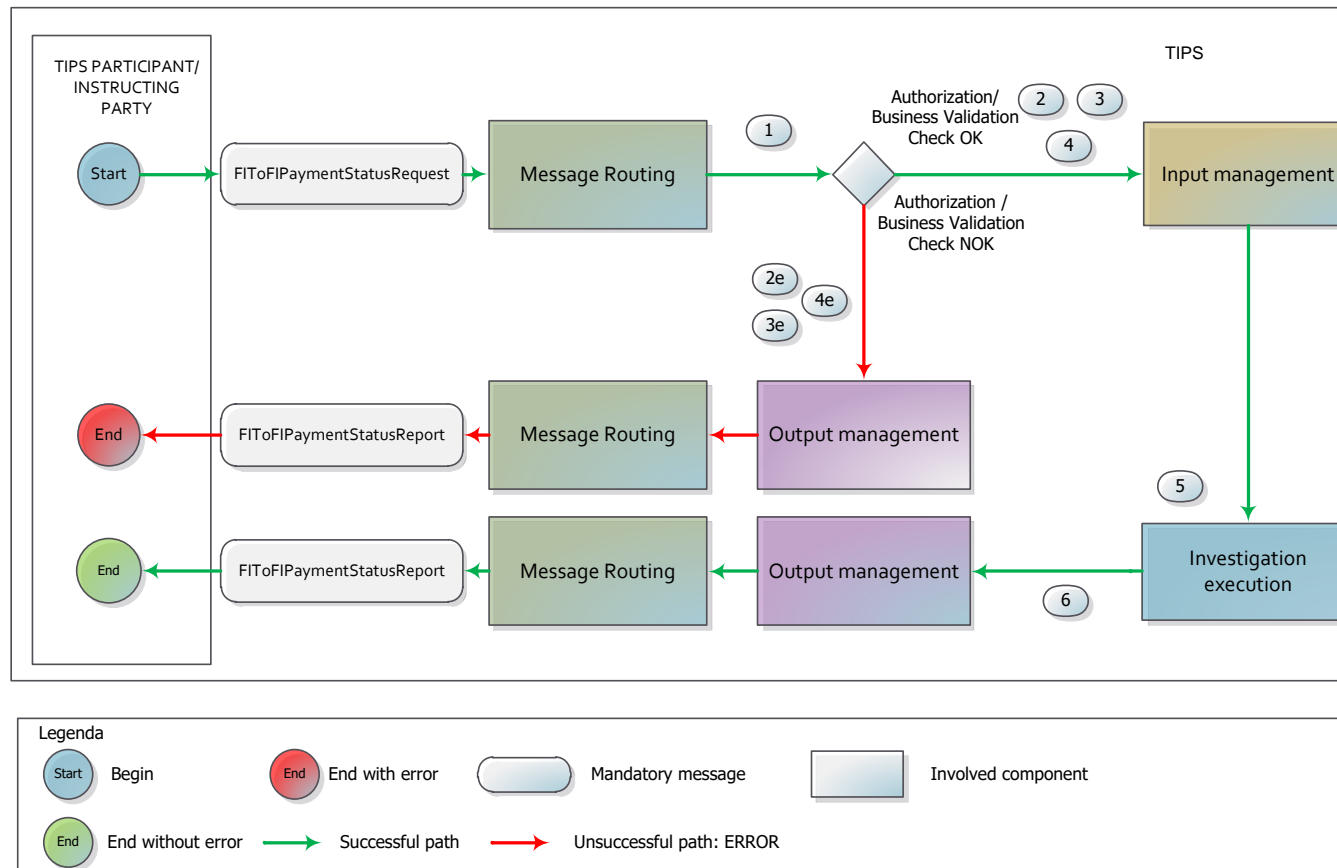 TIPS PARTICIPANT/
INSTRUCTING
PARTY
TIPS
Start
FIToFIPaymentStatusRequest
Message Routing
1
Authorization/
Business Validation
Check OK
2
3
4
Input management
Authorization /
Business Validation
Check NOK
2e
4e
3e
End
FIToFIPaymentStatusReport
Message Routing
Output management
5
End
FIToFIPaymentStatusReport
Message Routing
Output management
6
Investigation
execution
Legenda
Start
Begin
End
End with error
Mandatory message
Involved component
End
End without error
Successful path
Unsuccessful path: ERROR